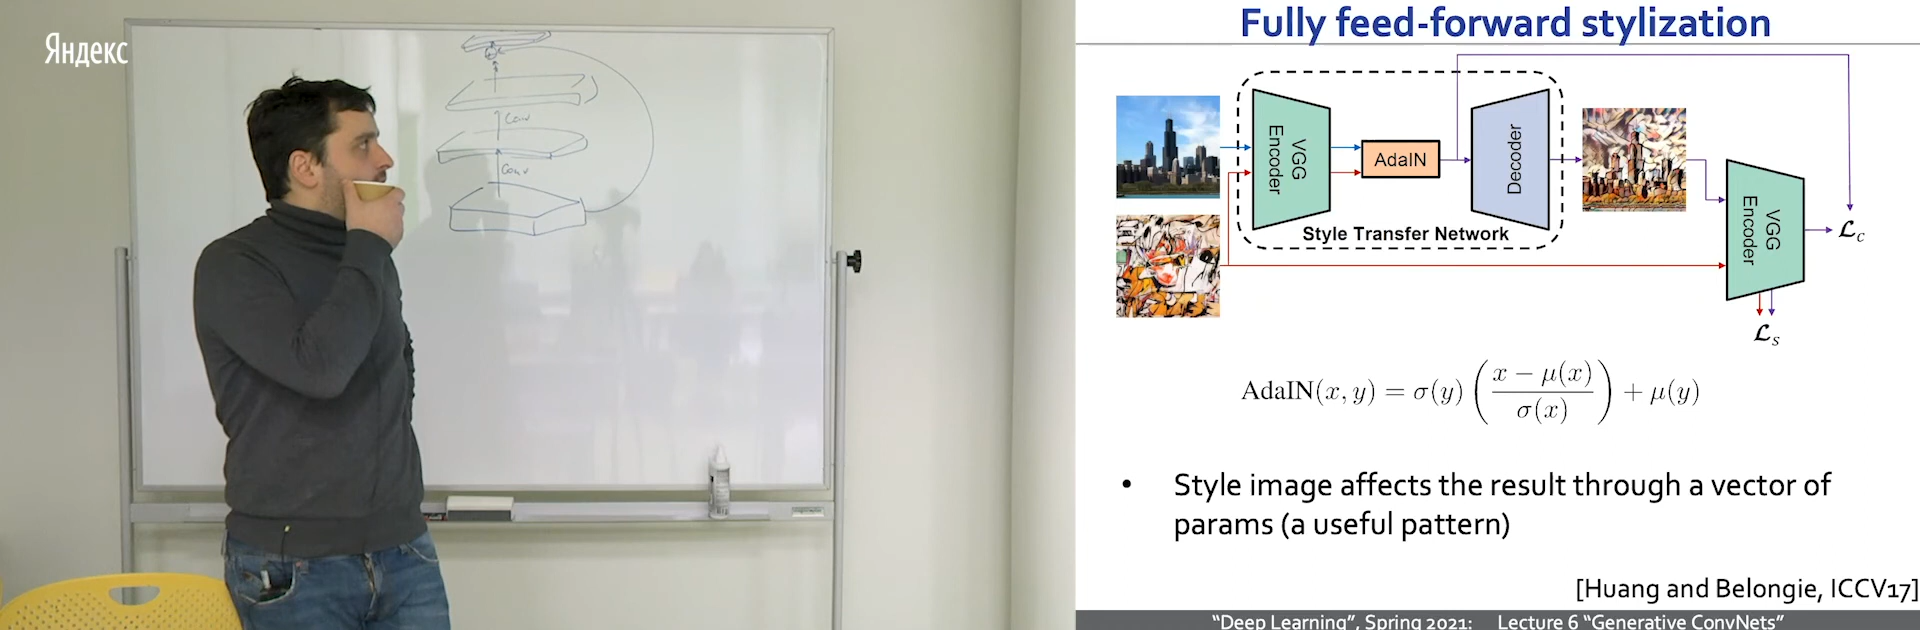 Яндекс
Conv
Conv
Fully feed-forward stylization
VGG
Encoder
AdaIN
Decoder
Style Transfer Network
VGG
Encoder
ℒc
ℒs
AdaIN(x, y) = σ(y) ( (x − μ(x)) / σ(x) ) + μ(y)
• Style image affects the result through a vector of
params (a useful pattern)
[Huang and Belongie, ICCV17]
“Deep Learning”, Spring 2021: Lecture 6 “Generative ConvNets”